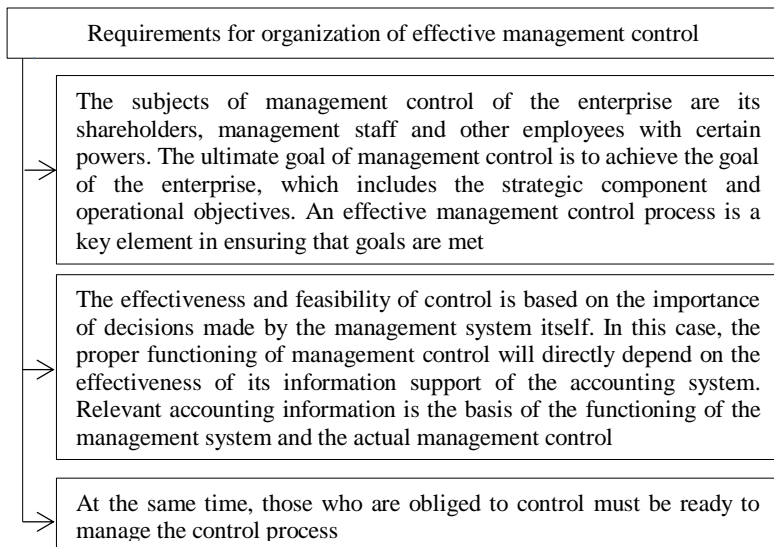 Requirements for organization of effective management control
The subjects of management control of the enterprise are its
shareholders, management staff and other employees with certain
powers. The ultimate goal of management control is to achieve the goal
of the enterprise, which includes the strategic component and
operational objectives. An effective management control process is a
key element in ensuring that goals are met
The effectiveness and feasibility of control is based on the importance
of decisions made by the management system itself. In this case, the
proper functioning of management control will directly depend on the
effectiveness of its information support of the accounting system.
Relevant accounting information is the basis of the functioning of the
management system and the actual management control
At the same time, those who are obliged to control must be ready to
manage the control process